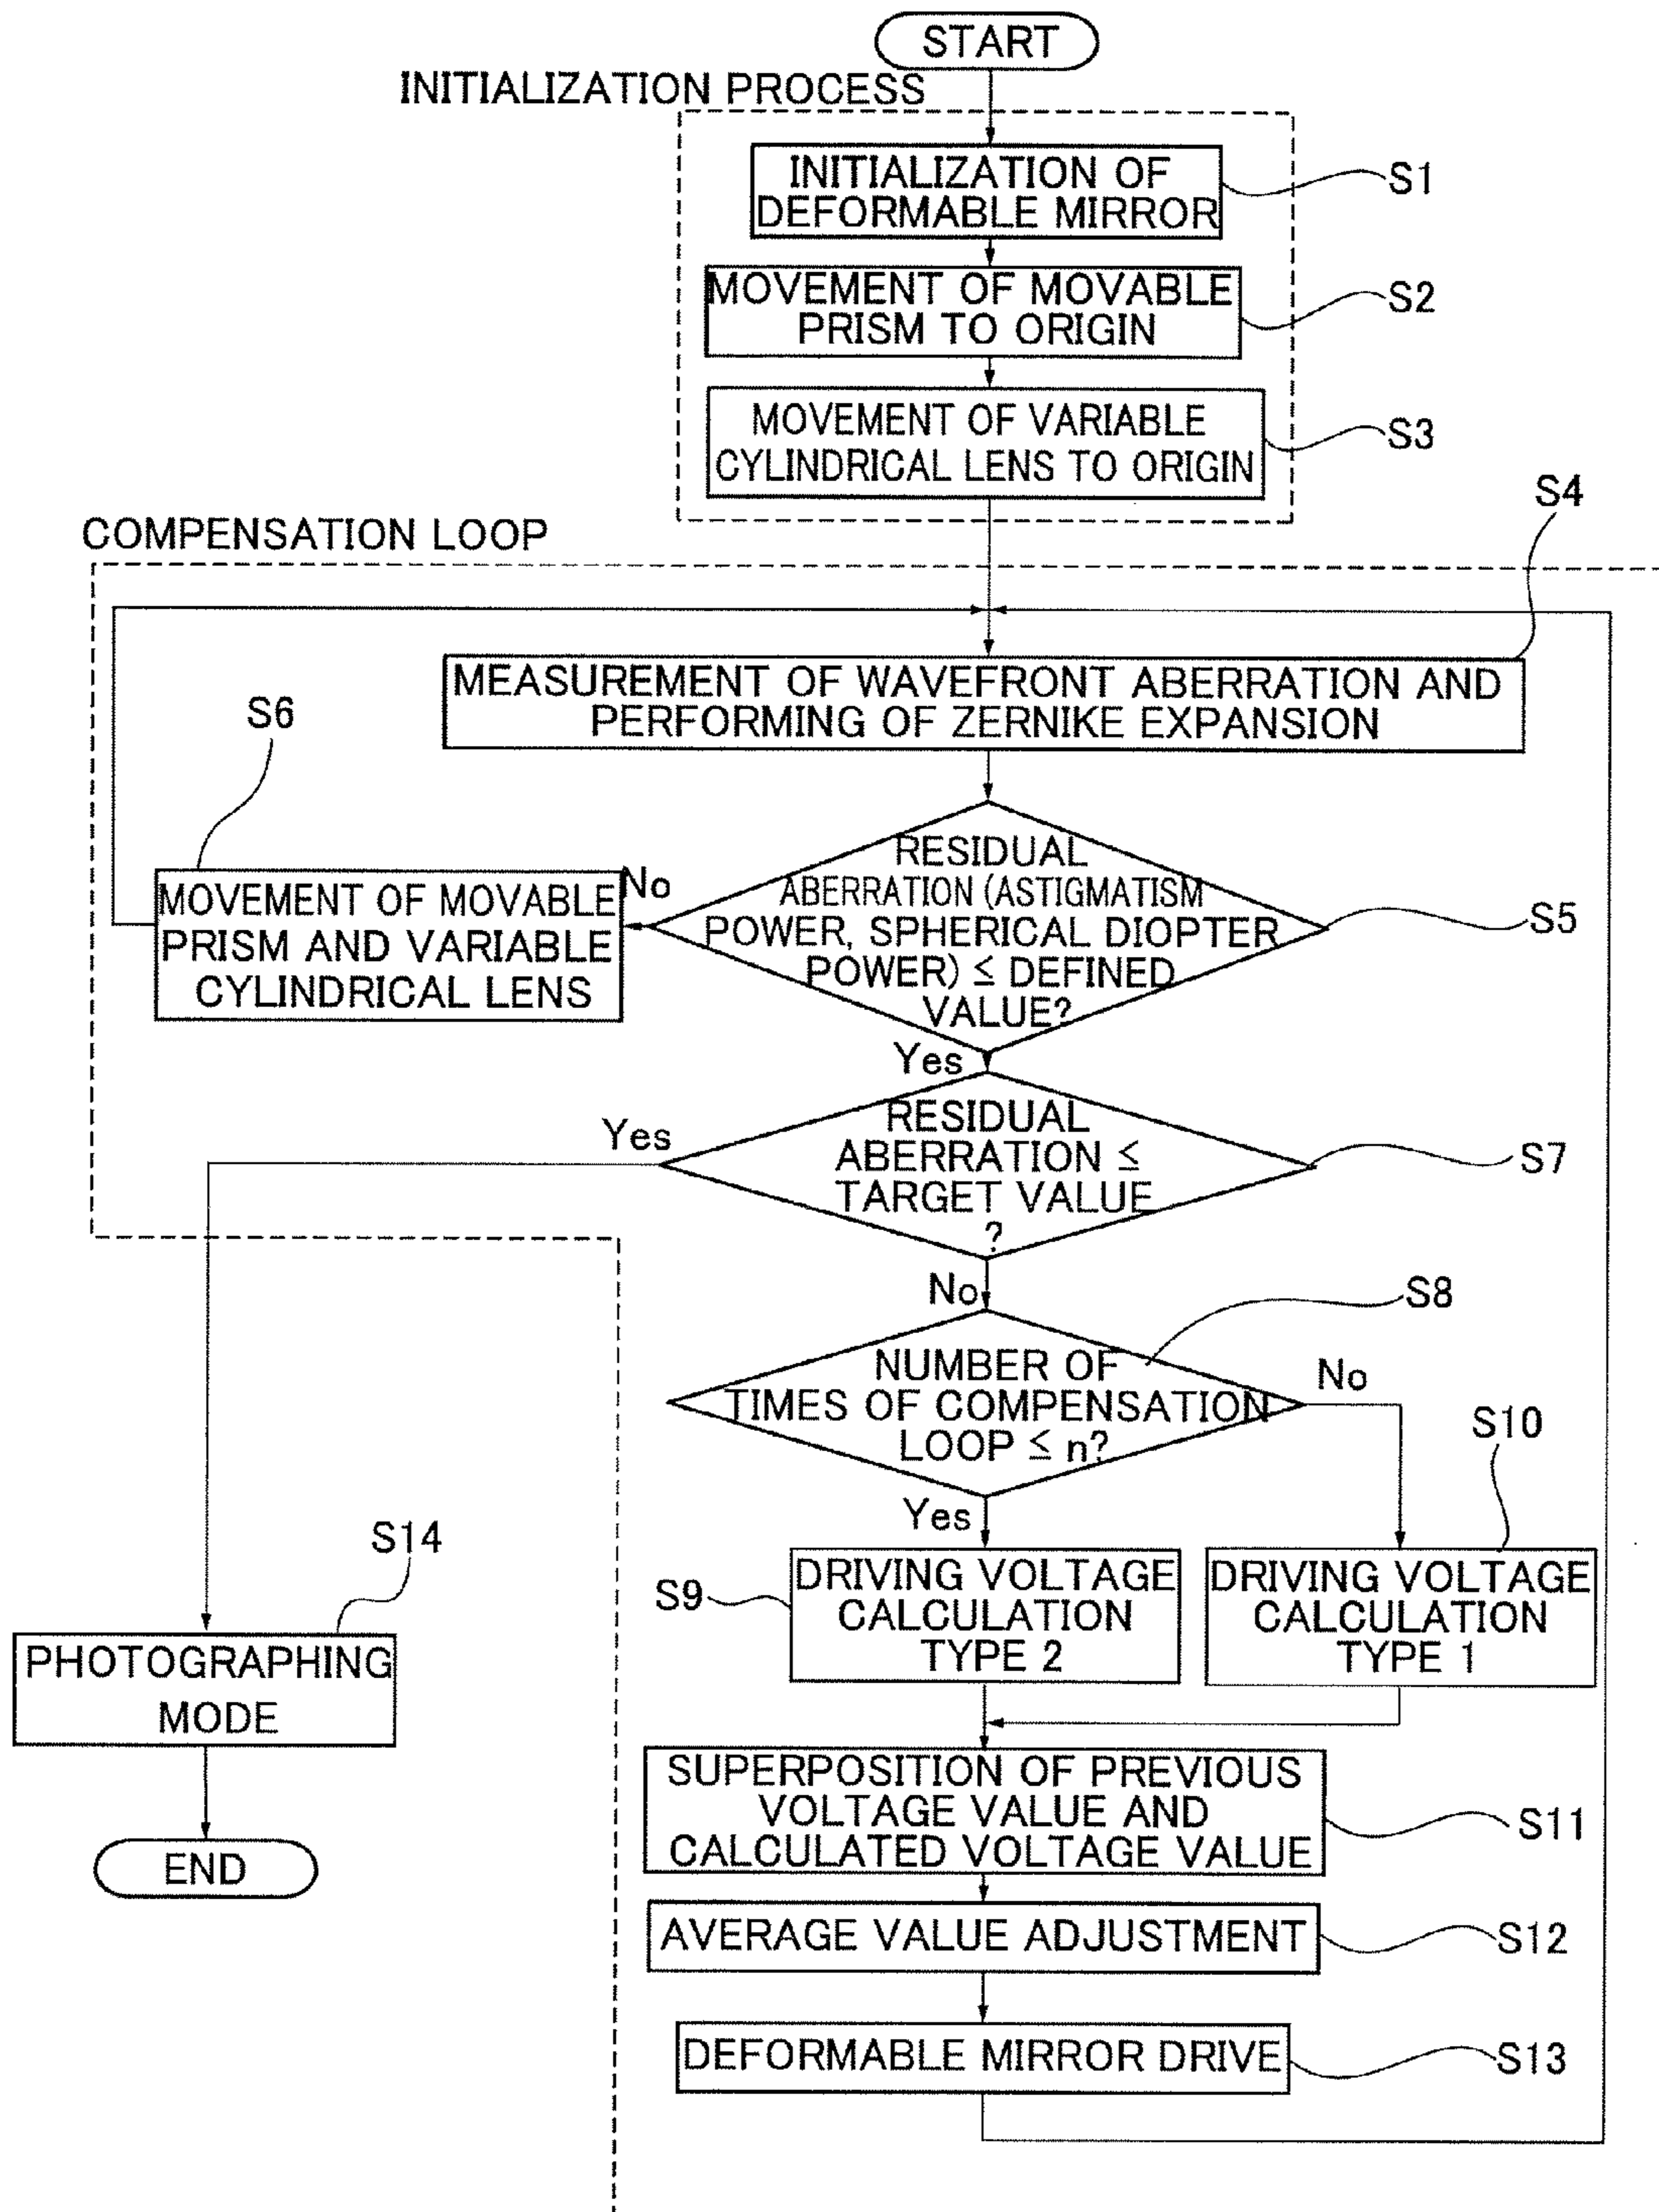 START
INITIALIZATION PROCESS
INITIALIZATION OF
DEFORMABLE MIRROR
S1
MOVEMENT OF MOVABLE
PRISM TO ORIGIN
S2
MOVEMENT OF VARIABLE
CYLINDRICAL LENS TO ORIGIN
S3
COMPENSATION LOOP
S4
MEASUREMENT OF WAVEFRONT ABERRATION AND
PERFORMING OF ZERNIKE EXPANSION
S6
MOVEMENT OF MOVABLE
PRISM AND VARIABLE
CYLINDRICAL LENS
No
RESIDUAL
ABERRATION (ASTIGMATISM
POWER, SPHERICAL DIOPTER
POWER) ≤ DEFINED
VALUE?
S5
Yes
RESIDUAL
ABERRATION ≤
TARGET VALUE
?
S7
Yes
No
S8
NUMBER OF
TIMES OF COMPENSATION
LOOP ≤ n?
No
Yes
S10
S9
DRIVING VOLTAGE
CALCULATION
TYPE 2
DRIVING VOLTAGE
CALCULATION
TYPE 1
S14
PHOTOGRAPHING
MODE
END
SUPERPOSITION OF PREVIOUS
VOLTAGE VALUE AND
CALCULATED VOLTAGE VALUE
S11
AVERAGE VALUE ADJUSTMENT
S12
DEFORMABLE MIRROR DRIVE
S13